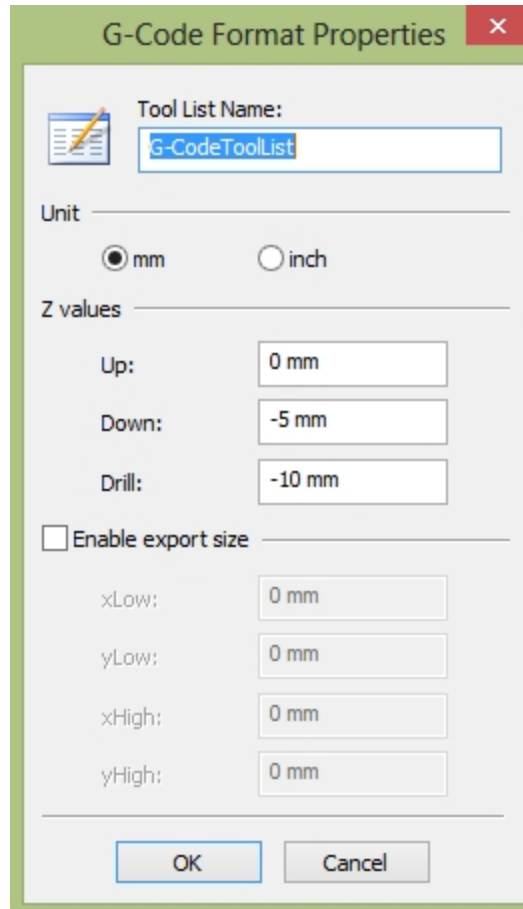 G-Code Format Properties
Tool List Name:
G-CodeToolList
Unit
mm inch
Z values
Up: 0 mm
Down: -5 mm
Drill: -10 mm
Enable export size
xLow: 0 mm
yLow: 0 mm
xHigh: 0 mm
yHigh: 0 mm
OK Cancel